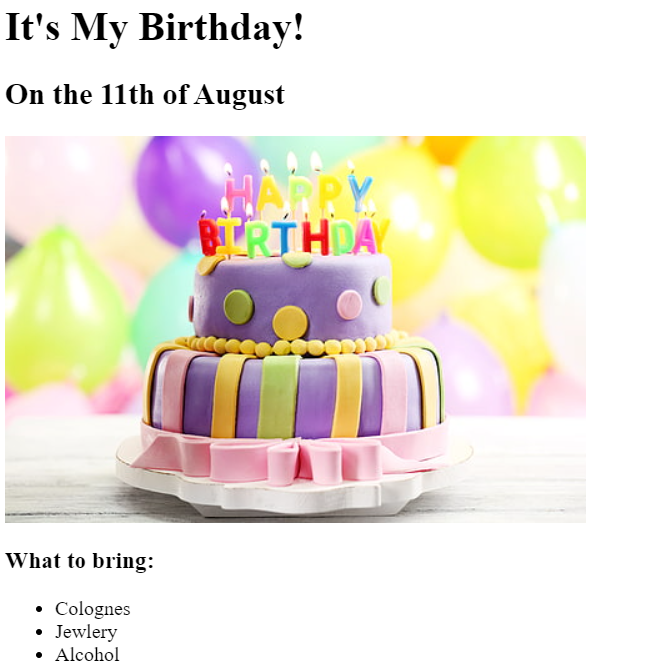 It's My Birthday!
On the 11th of August
HAPPY
BIRTHDAY
What to bring:
Colognes
Jewlery
Alcohol